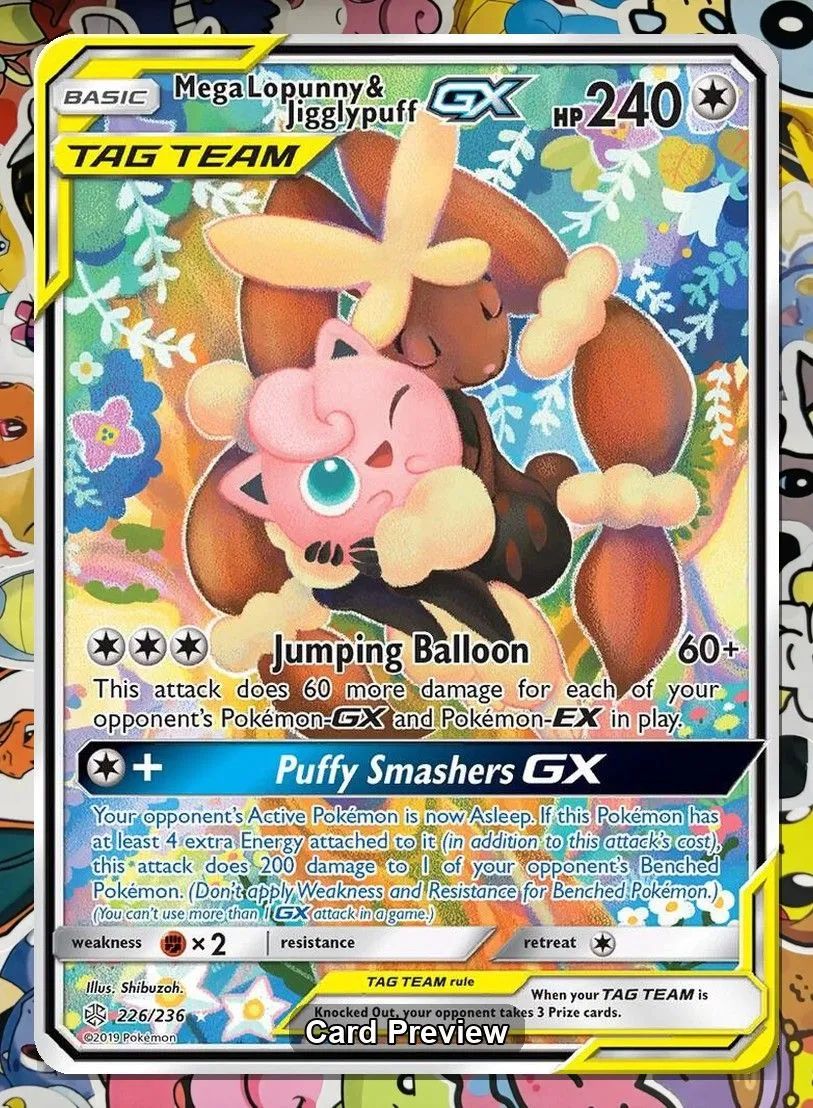 BASIC
Mega Lopunny &
Jigglypuff GX
HP 240
TAG TEAM
Jumping Balloon 60+
This attack does 60 more damage for each of your
opponent's Pokémon-GX and Pokémon-EX in play.
+ Puffy Smashers GX
Your opponent's Active Pokémon is now Asleep. If this Pokémon has
at least 4 extra Energy attached to it (in addition to this attack's cost),
this attack does 200 damage to 1 of your opponent's Benched
Pokémon. (Don't apply Weakness and Resistance for Benched Pokémon.)
(You can't use more than 1 GX attack in a game.)
weakness ×2 resistance retreat
Illus. Shibuzoh.
226/236
©2019 Pokémon
TAG TEAM rule
When your TAG TEAM is
Knocked Out, your opponent takes 3 Prize cards.
Card Preview